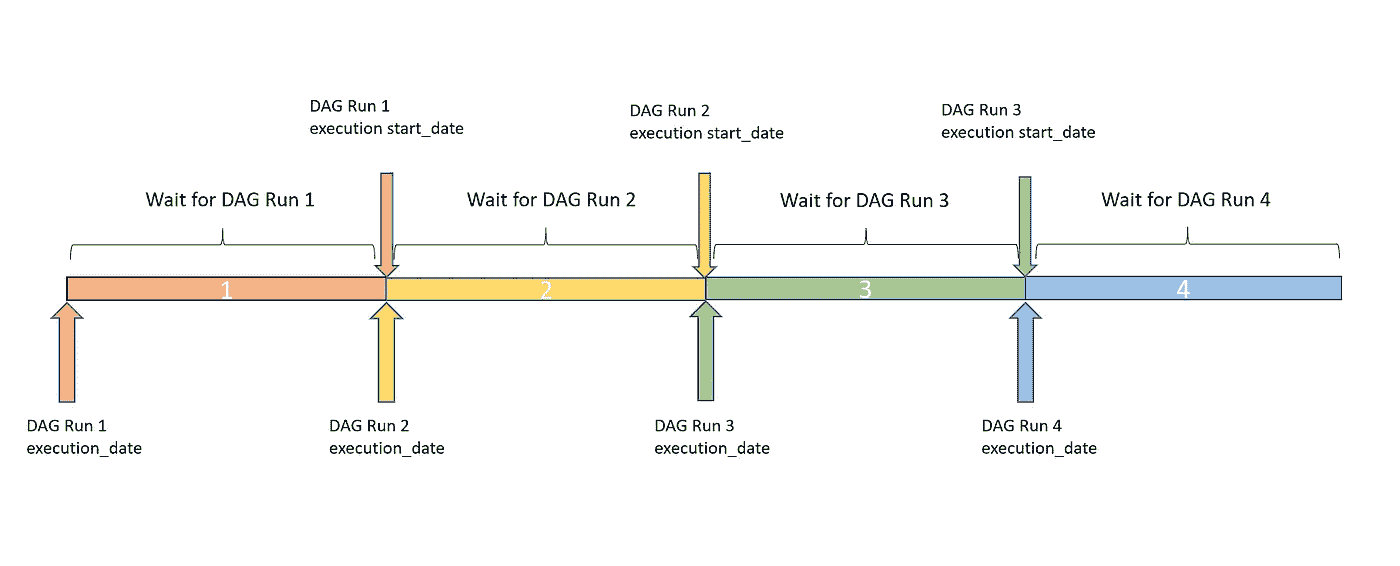 DAG Run 1
execution start_date
DAG Run 2
execution start_date
DAG Run 3
execution start_date
Wait for DAG Run 1
Wait for DAG Run 2
Wait for DAG Run 3
Wait for DAG Run 4
1
2
3
4
DAG Run 1
execution_date
DAG Run 2
execution_date
DAG Run 3
execution_date
DAG Run 4
execution_date